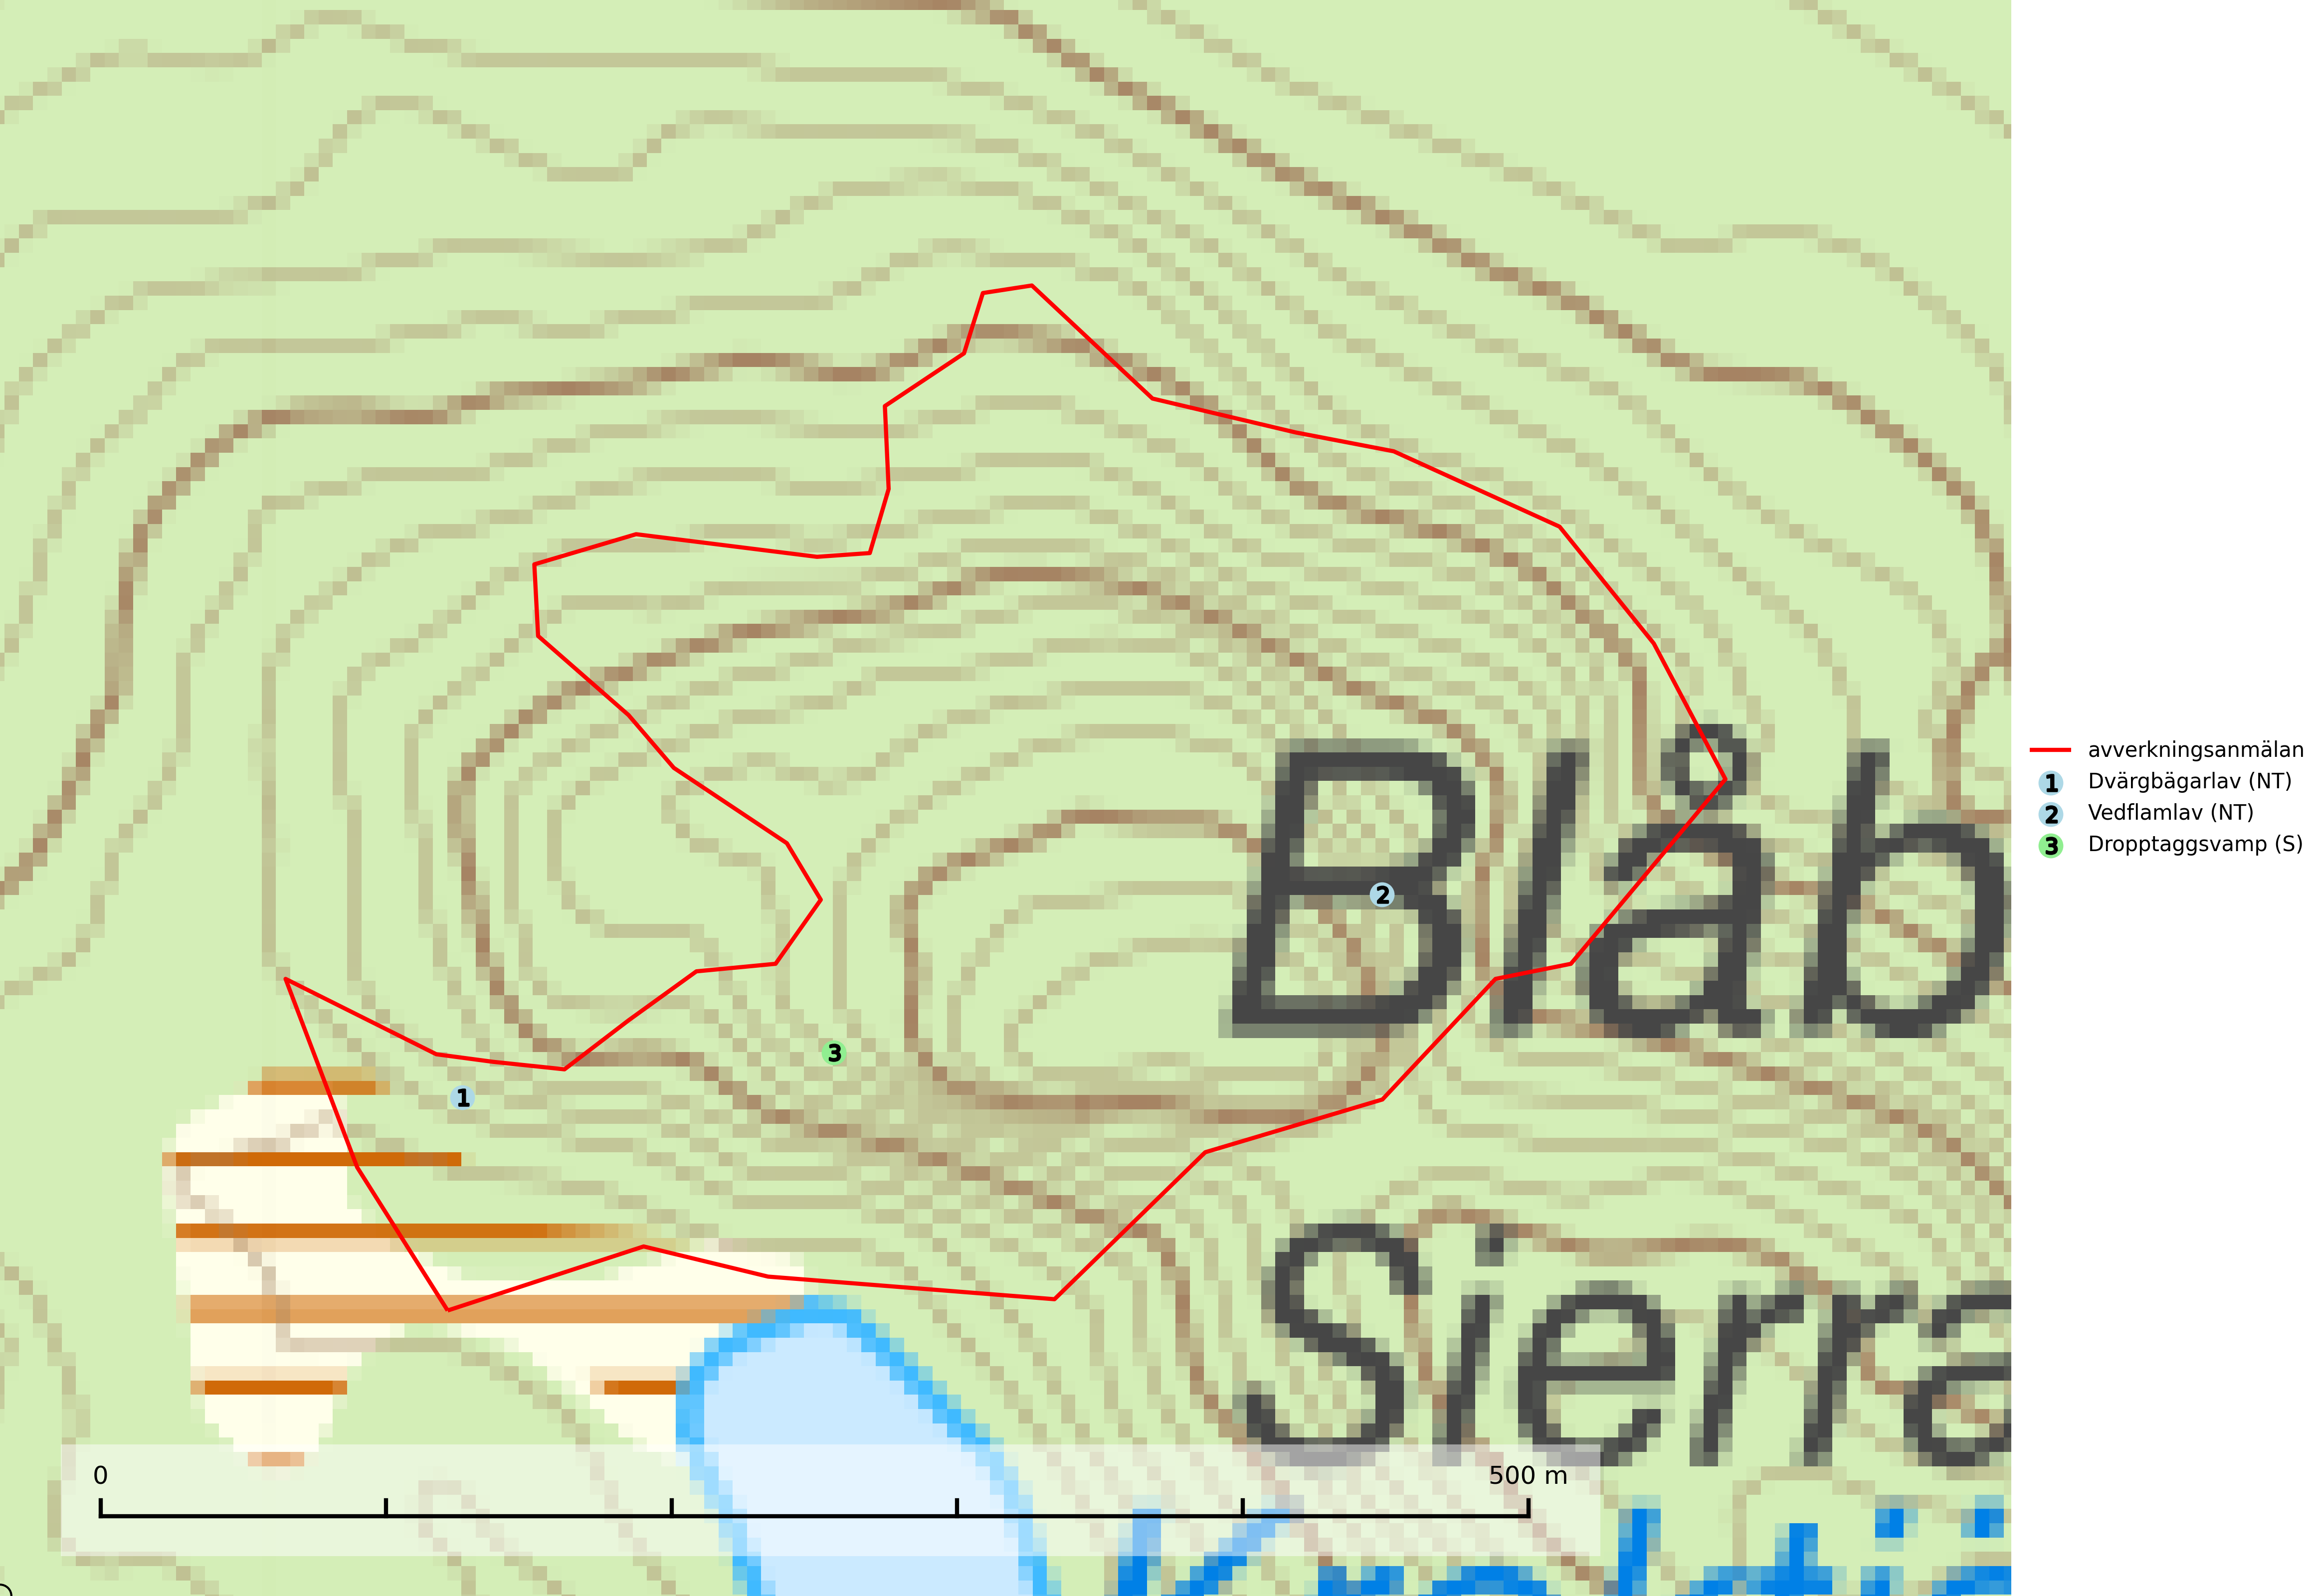 Blåb
Sierra
0
500 m
1
2
3
avverkningsanmälan
1 Dvärgbägarlav (NT)
2 Vedflamlav (NT)
3 Dropptaggsvamp (S)